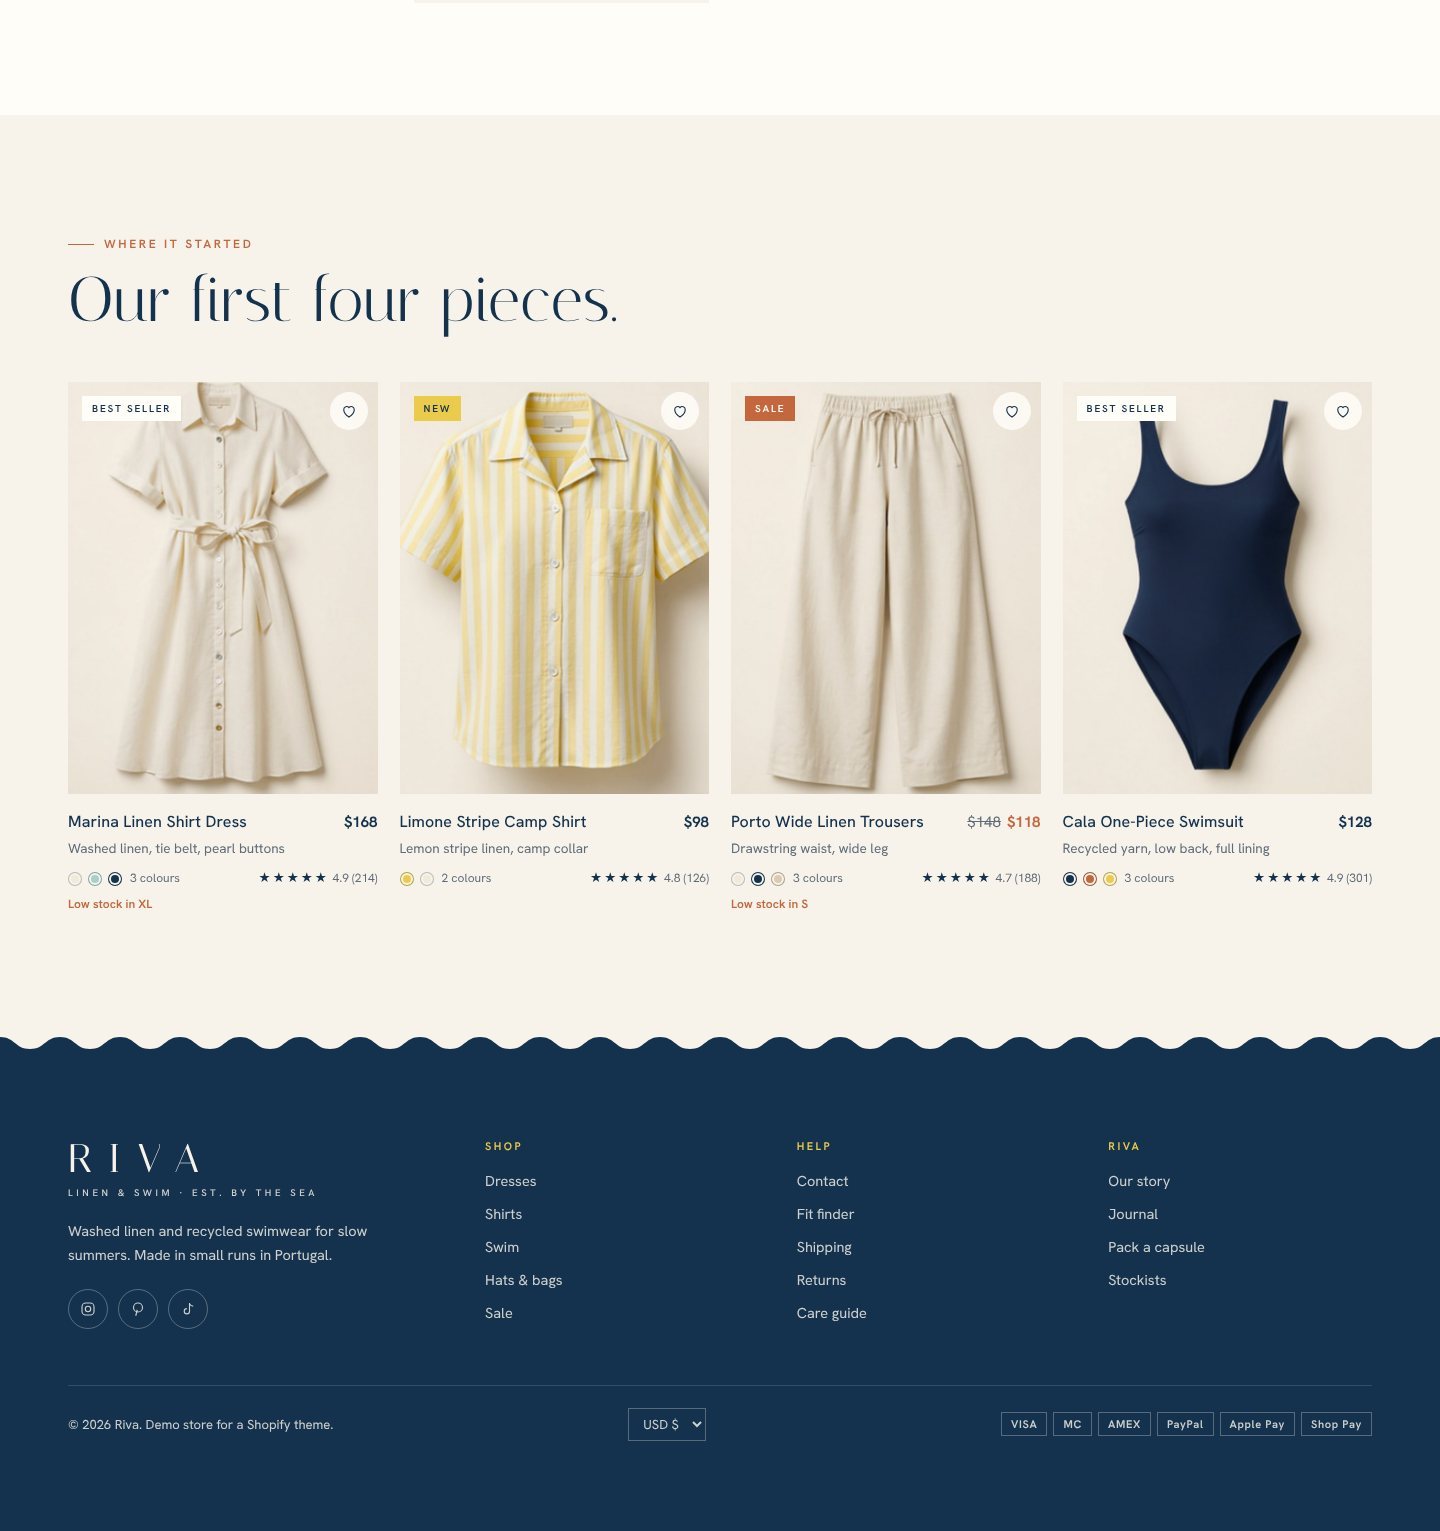 WHERE IT STARTED
Our first four pieces.
BEST SELLER
NEW
SALE
BEST SELLER
Marina Linen Shirt Dress $168
Washed linen, tie belt, pearl buttons
3 colours ★★★★★ 4.9 (214)
Low stock in XL
Limone Stripe Camp Shirt $98
Lemon stripe linen, camp collar
2 colours ★★★★★ 4.8 (126)
Porto Wide Linen Trousers $148 $118
Drawstring waist, wide leg
3 colours ★★★★★ 4.7 (188)
Low stock in S
Cala One-Piece Swimsuit $128
Recycled yarn, low back, full lining
3 colours ★★★★★ 4.9 (301)
RIVA
LINEN & SWIM · EST. BY THE SEA
Washed linen and recycled swimwear for slow
summers. Made in small runs in Portugal.
SHOP
Dresses
Shirts
Swim
Hats & bags
Sale
HELP
Contact
Fit finder
Shipping
Returns
Care guide
RIVA
Our story
Journal
Pack a capsule
Stockists
© 2026 Riva. Demo store for a Shopify theme.
USD $
VISA MC AMEX PayPal Apple Pay Shop Pay